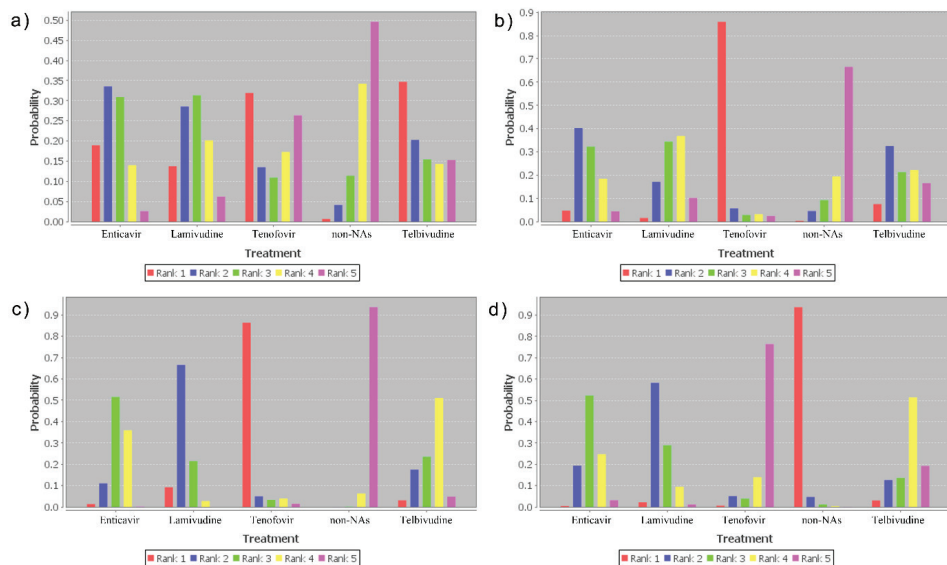 a)
Probability
0.50
0.45
0.40
0.35
0.30
0.25
0.20
0.15
0.10
0.05
0.00
Enticavir Lamivudine Tenofovir non-NAs Telbivudine
Treatment
Rank 1 Rank 2 Rank 3 Rank 4 Rank 5
b)
Probability
0.9
0.8
0.7
0.6
0.5
0.4
0.3
0.2
0.1
0.0
Enticavir Lamivudine Tenofovir non-NAs Telbivudine
Treatment
Rank 1 Rank 2 Rank 3 Rank 4 Rank 5
c)
Probability
0.9
0.8
0.7
0.6
0.5
0.4
0.3
0.2
0.1
0.0
Enticavir Lamivudine Tenofovir non-NAs Telbivudine
Treatment
Rank 1 Rank 2 Rank 3 Rank 4 Rank 5
d)
Probability
0.9
0.8
0.7
0.6
0.5
0.4
0.3
0.2
0.1
0.0
Enticavir Lamivudine Tenofovir non-NAs Telbivudine
Treatment
Rank 1 Rank 2 Rank 3 Rank 4 Rank 5